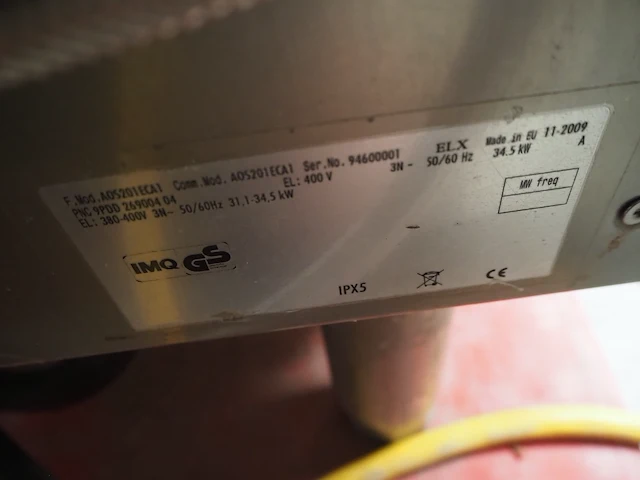 F.Mod.AOS201ECA1 Comm.Mod. AOS201ECA1 Ser.No. 94600001 ELX Made in EU 11-2009
PNC 9PDD 269004 04 EL: 400 V 3N~ 50/60 Hz 34.5 kW A
EL: 380-400V 3N~ 50/60Hz 31,1-34,5 kW
MW freq
IMQ GS
IPX5 CE